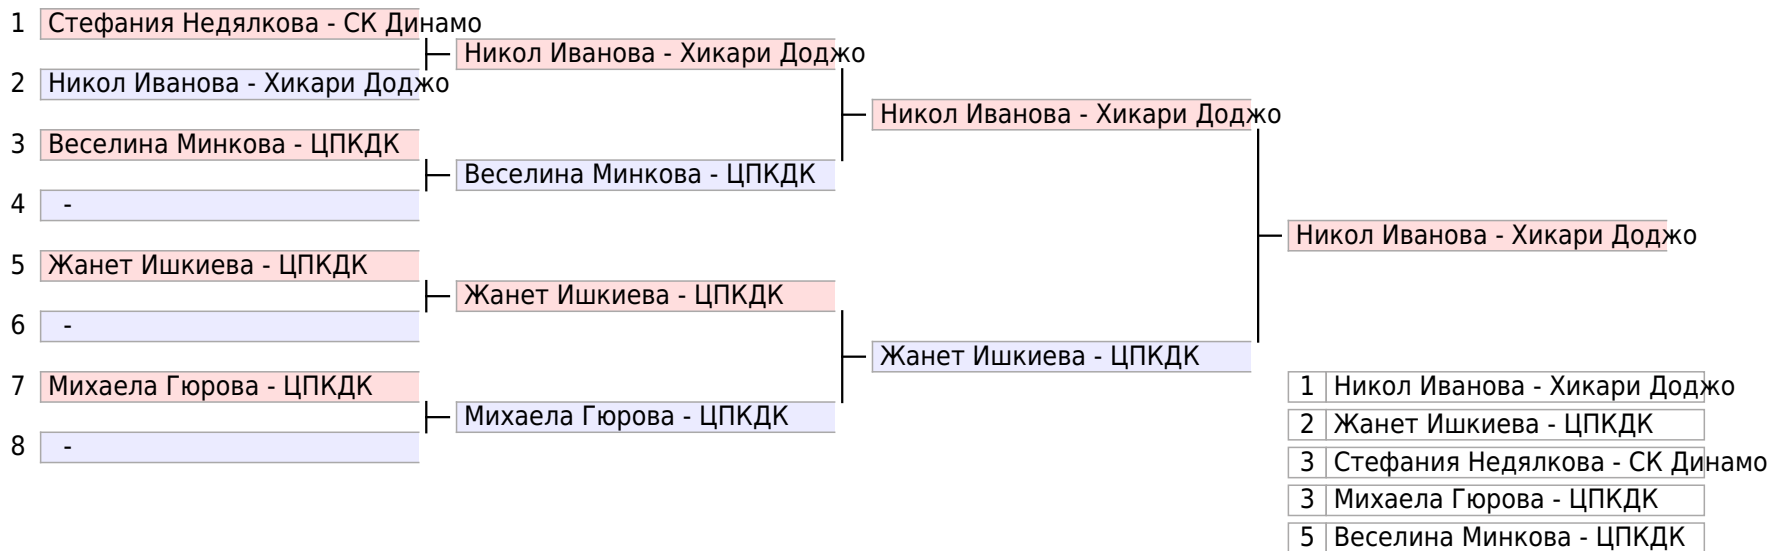 1 Стефания Недялкова - СК Динамо
2 Никол Иванова - Хикари Доджо
3 Веселина Минкова - ЦПКДК
4 -
5 Жанет Ишкиева - ЦПКДК
6 -
7 Михаела Гюрова - ЦПКДК
8 -
Никол Иванова - Хикари Доджо
Веселина Минкова - ЦПКДК
Жанет Ишкиева - ЦПКДК
Михаела Гюрова - ЦПКДК
Никол Иванова - Хикари Доджо
Жанет Ишкиева - ЦПКДК
Никол Иванова - Хикари Доджо
1 Никол Иванова - Хикари Доджо
2 Жанет Ишкиева - ЦПКДК
3 Стефания Недялкова - СК Динамо
3 Михаела Гюрова - ЦПКДК
5 Веселина Минкова - ЦПКДК